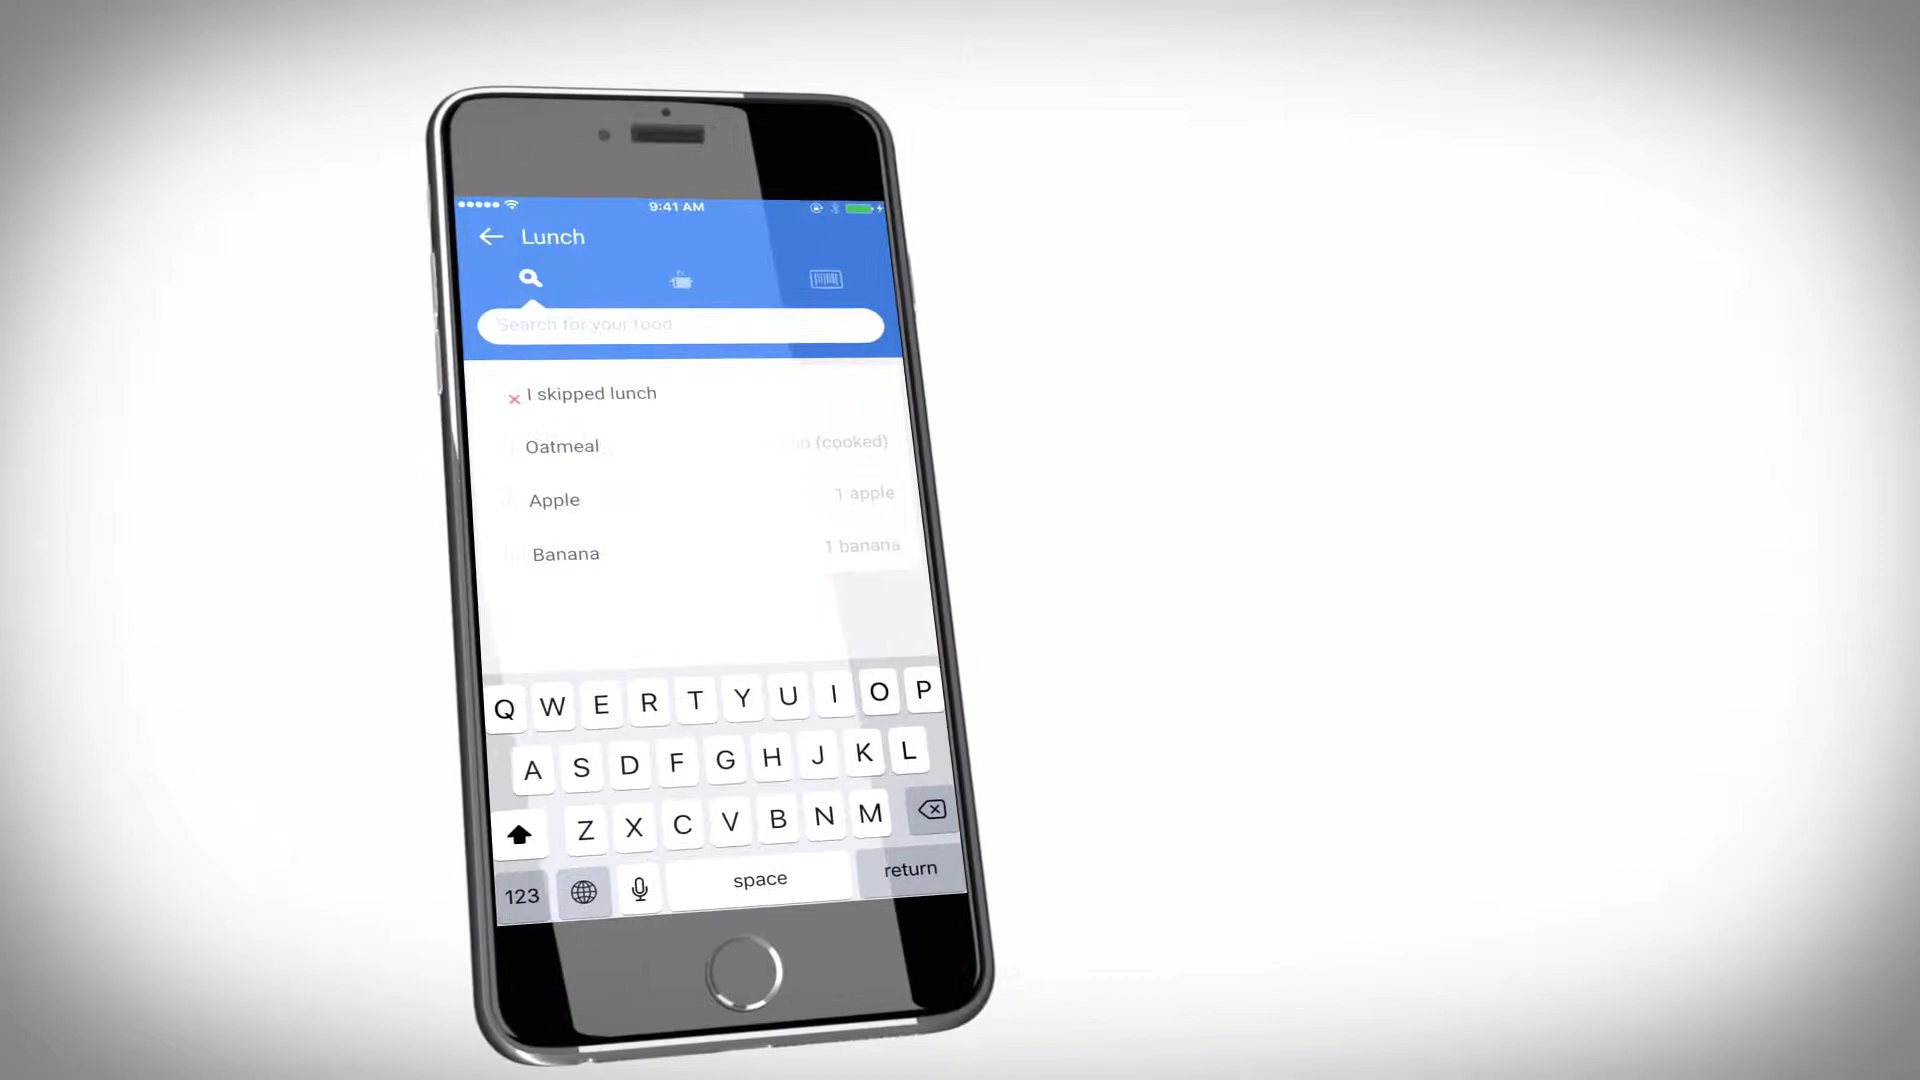 9:41 AM
Lunch
Search for your food
I skipped lunch
Oatmeal (cooked)
Apple 1 apple
Banana 1 banana
Q W E R T Y U I O P
A S D F G H J K L
Z X C V B N M
123 space return